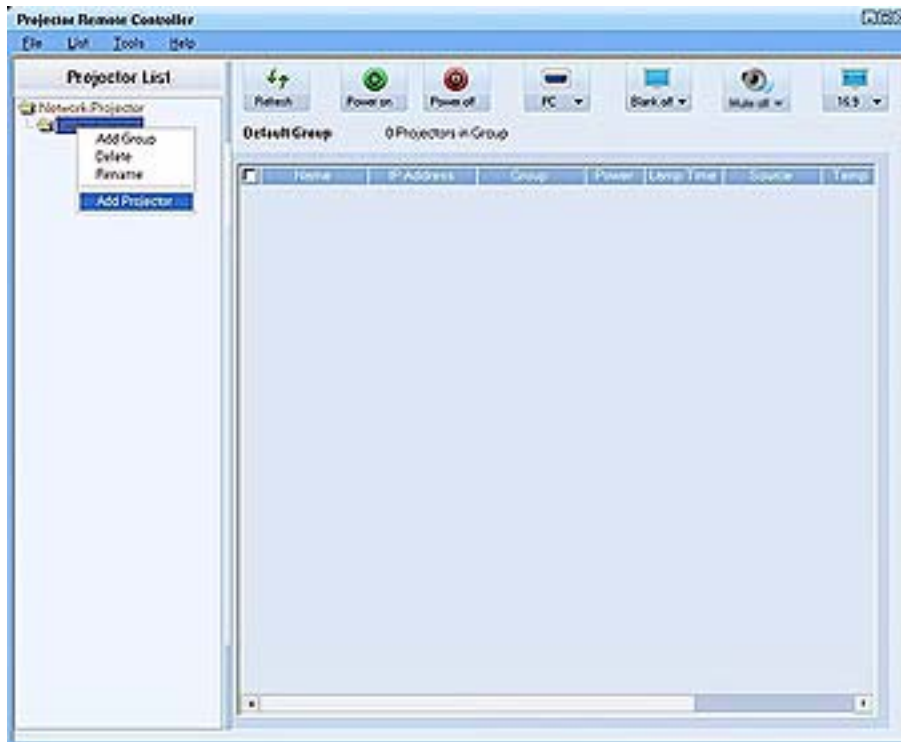 Projector Remote Controller
File List Tools Help
Projector List
Network Projector
Add Group
Delete
Rename
Add Projector
Refresh Power on Power off PC Blank off Mute off 16:9
Default Group 0 Projectors in Group
Name IP Address Group Power Lamp Time Source Temp